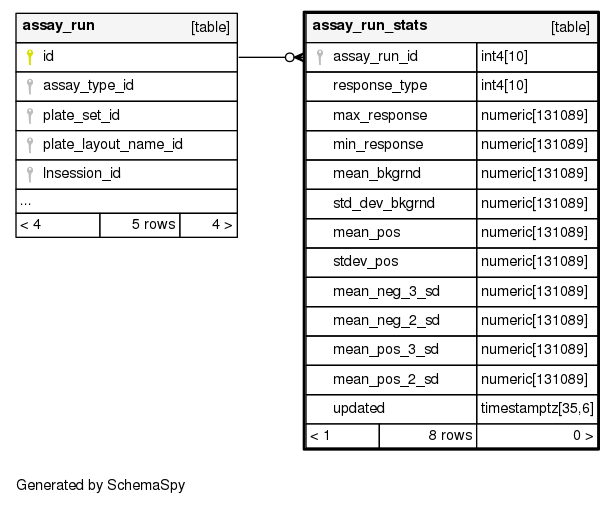 assay_run [table]
id
assay_type_id
plate_set_id
plate_layout_name_id
lnsession_id
...
< 4 5 rows 4 >
assay_run_stats [table]
assay_run_id int4[10]
response_type int4[10]
max_response numeric[131089]
min_response numeric[131089]
mean_bkgrnd numeric[131089]
std_dev_bkgrnd numeric[131089]
mean_pos numeric[131089]
stdev_pos numeric[131089]
mean_neg_3_sd numeric[131089]
mean_neg_2_sd numeric[131089]
mean_pos_3_sd numeric[131089]
mean_pos_2_sd numeric[131089]
updated timestamptz[35,6]
< 1 8 rows 0 >
Generated by SchemaSpy